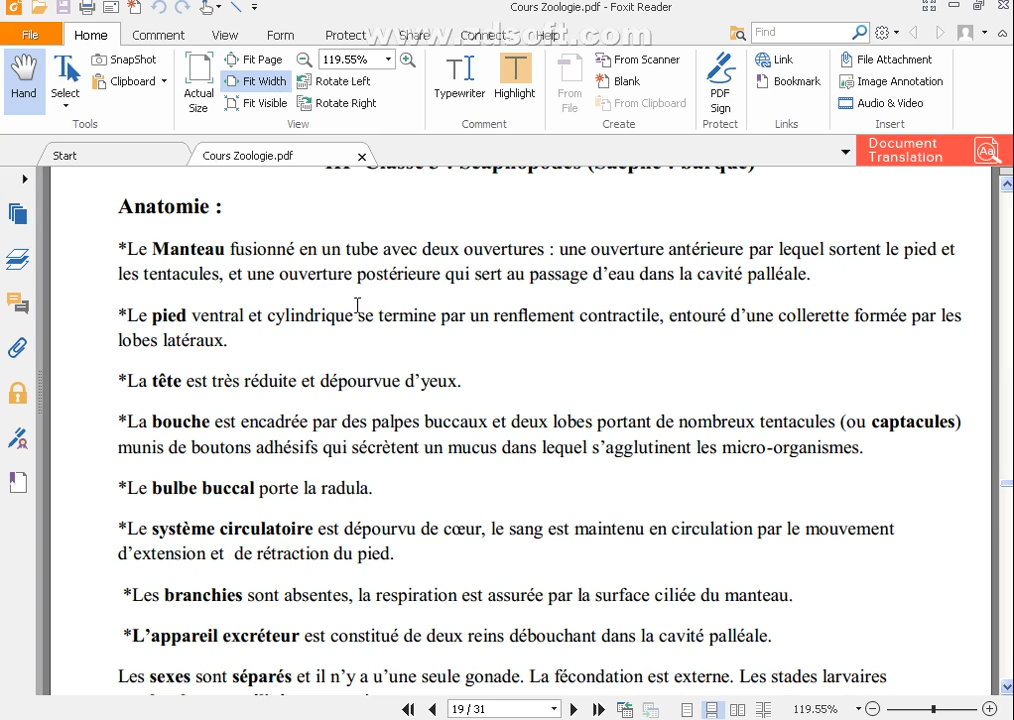 Cours Zoologie.pdf - Foxit Reader
File Home Comment View Form Protect Share Connect Help Find
Hand Select SnapShot Clipboard Actual Size Fit Page Fit Width Fit Visible 119.55% Rotate Left Rotate Right Typewriter Highlight From File From Scanner Blank From Clipboard PDF Sign Link Bookmark File Attachment Image Annotation Audio & Video
Tools View Comment Create Protect Links Insert
Start Cours Zoologie.pdf Document Translation
Anatomie :
*Le Manteau fusionné en un tube avec deux ouvertures : une ouverture antérieure par lequel sortent le pied et
les tentacules, et une ouverture postérieure qui sert au passage d’eau dans la cavité palléale.
*Le pied ventral et cylindrique se termine par un renflement contractile, entouré d’une collerette formée par les
lobes latéraux.
*La tête est très réduite et dépourvue d’yeux.
*La bouche est encadrée par des palpes buccaux et deux lobes portant de nombreux tentacules (ou captacules)
munis de boutons adhésifs qui sécrètent un mucus dans lequel s’agglutinent les micro-organismes.
*Le bulbe buccal porte la radula.
*Le système circulatoire est dépourvu de cœur, le sang est maintenu en circulation par le mouvement
d’extension et de rétraction du pied.
*Les branchies sont absentes, la respiration est assurée par la surface ciliée du manteau.
*L’appareil excréteur est constitué de deux reins débouchant dans la cavité palléale.
Les sexes sont séparés et il n’y a u’une seule gonade. La fécondation est externe. Les stades larvaires
19 / 31 119.55%